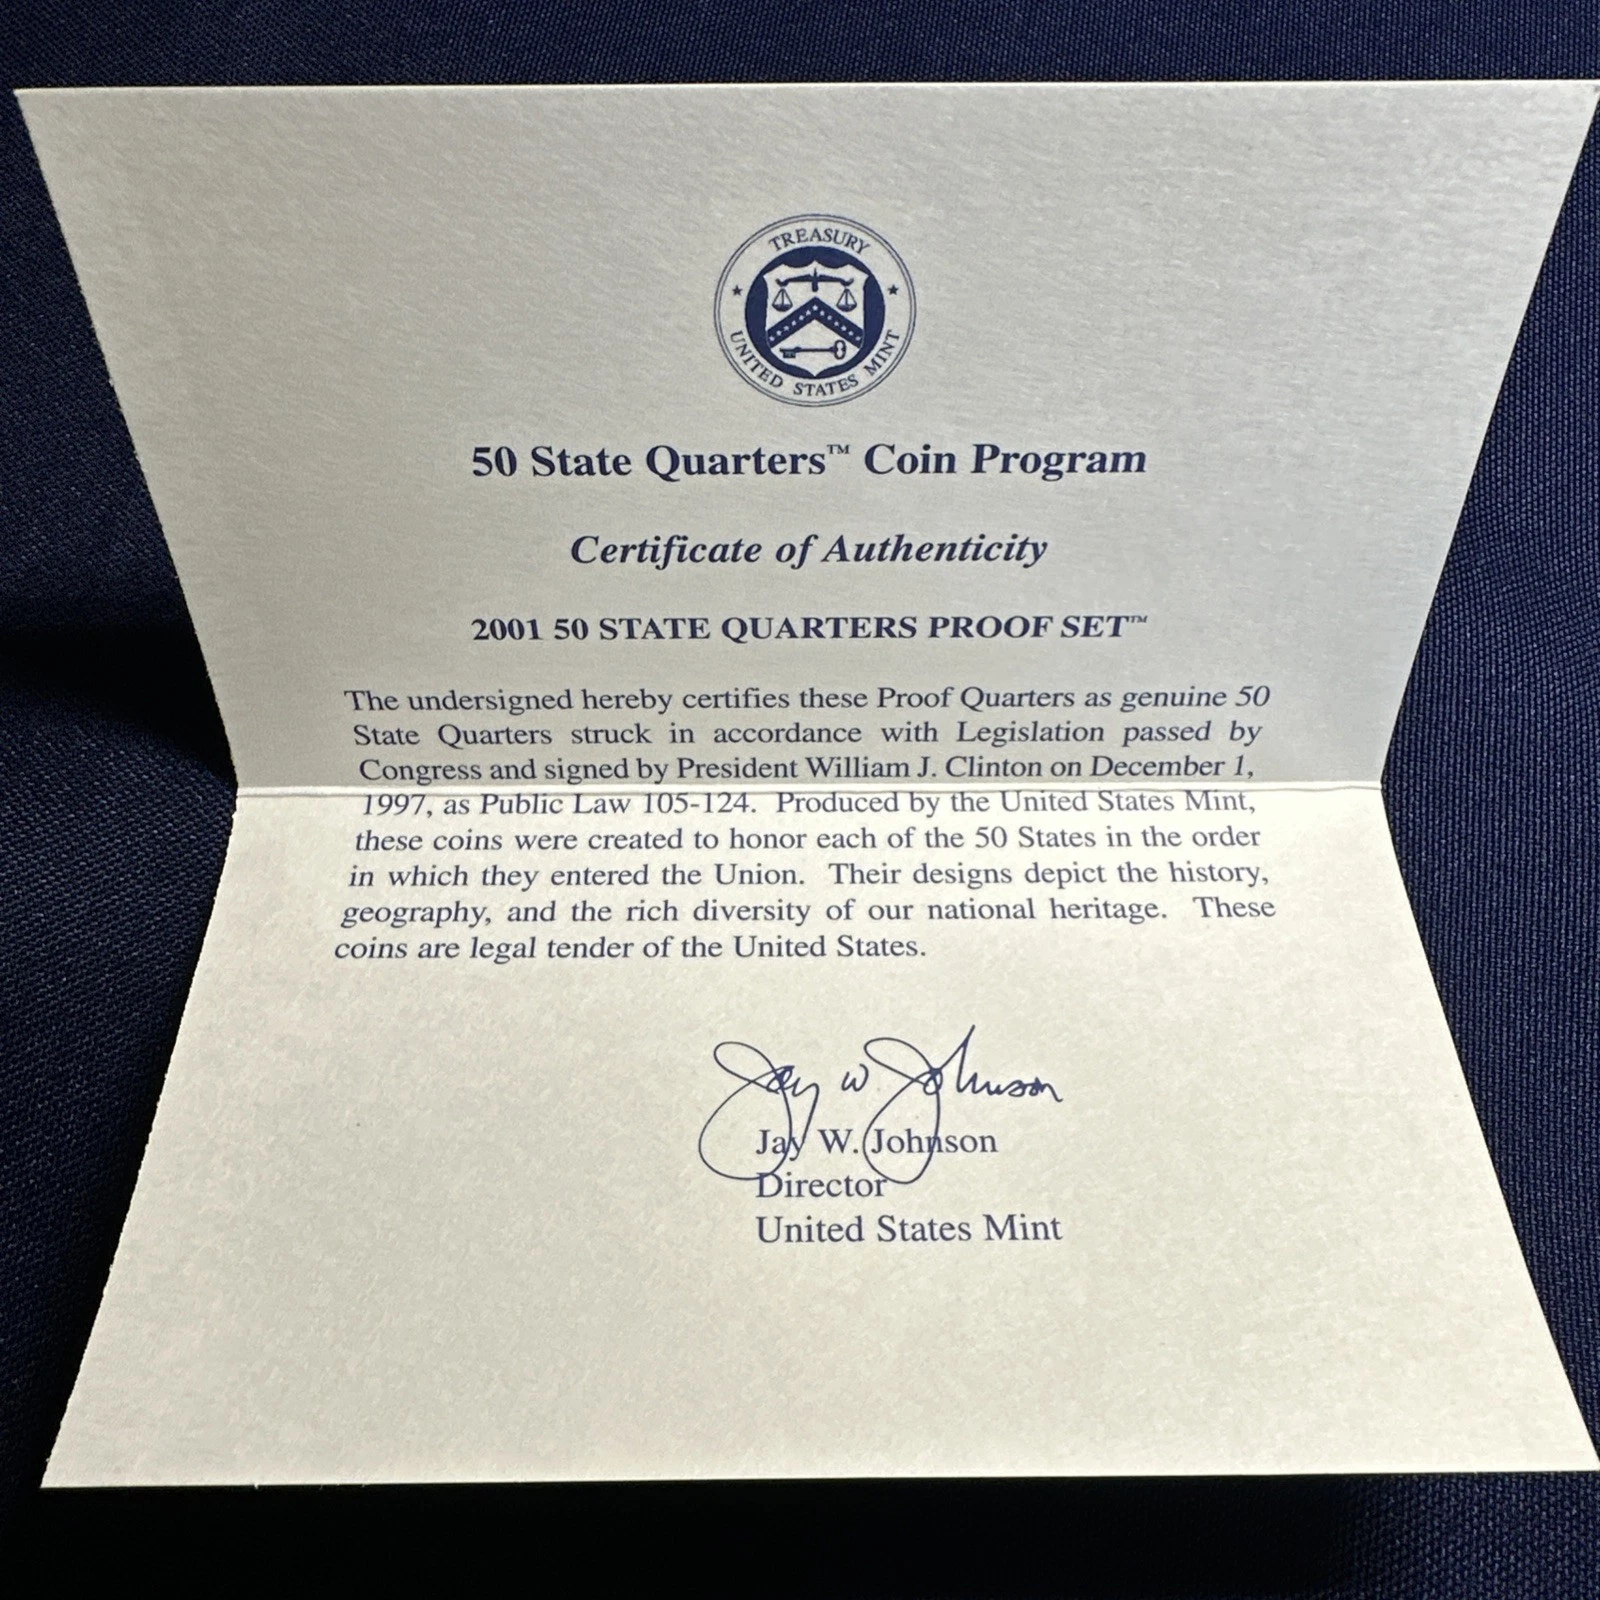 TREASURY
UNITED STATES MINT
50 State Quarters™ Coin Program
Certificate of Authenticity
2001 50 STATE QUARTERS PROOF SET™
The undersigned hereby certifies these Proof Quarters as genuine 50
State Quarters struck in accordance with Legislation passed by
Congress and signed by President William J. Clinton on December 1,
1997, as Public Law 105-124. Produced by the United States Mint,
these coins were created to honor each of the 50 States in the order
in which they entered the Union. Their designs depict the history,
geography, and the rich diversity of our national heritage. These
coins are legal tender of the United States.
Jay W Johnson
Jay W. Johnson
Director
United States Mint